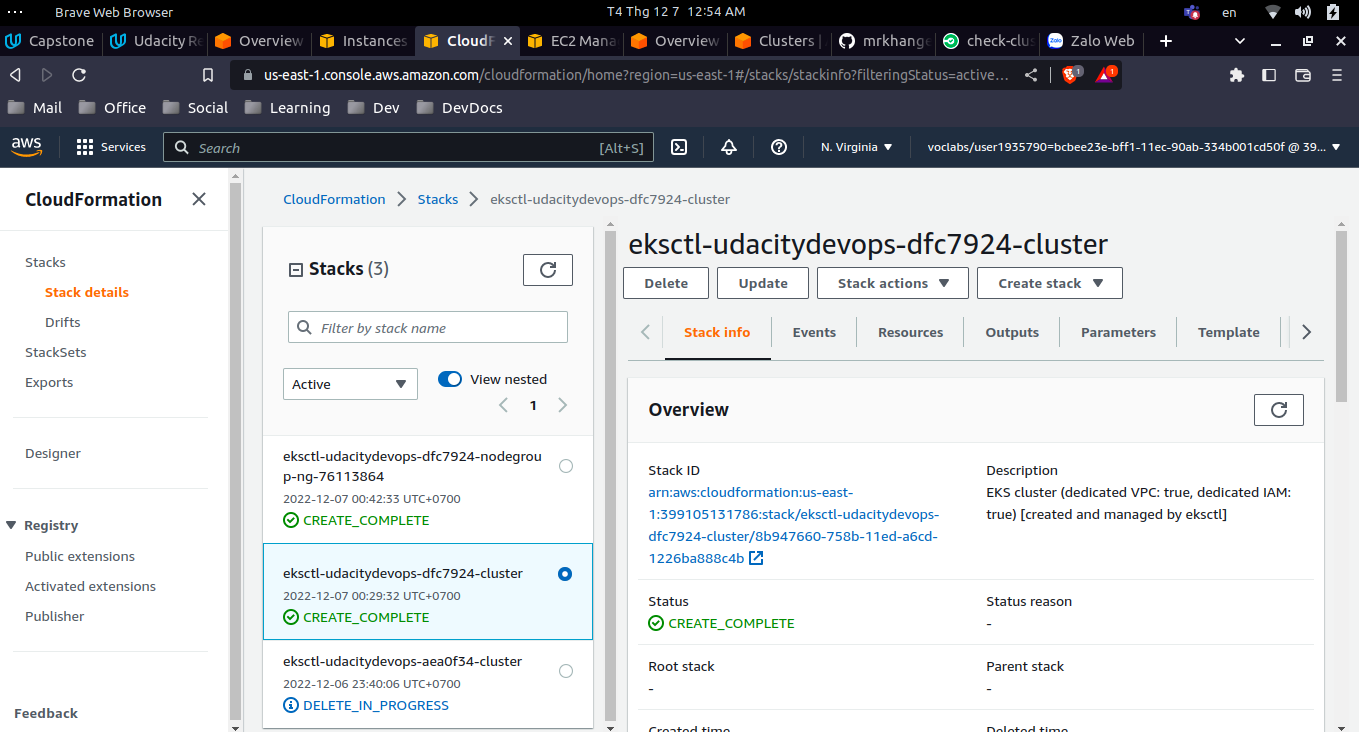 Brave Web Browser
T4 Thg 12 7 12:54 AM
en
Capstone
Udacity Re
Overview
Instances
CloudF
EC2 Mana
Overview
Clusters |
mrkhange
check-clus
Zalo Web
us-east-1.console.aws.amazon.com/cloudformation/home?region=us-east-1#/stacks/stackinfo?filteringStatus=active…
1
1
Mail
Office
Social
Learning
Dev
DevDocs
aws
Services
Search
[Alt+S]
N. Virginia
voclabs/user1935790=bcbee23e-bff1-11ec-90ab-334b001cd50f @ 39...
CloudFormation
Stacks
Stack details
Drifts
StackSets
Exports
Designer
Registry
Public extensions
Activated extensions
Publisher
Feedback
CloudFormation
Stacks
eksctl-udacitydevops-dfc7924-cluster
Stacks (3)
Filter by stack name
Active
View nested
1
eksctl-udacitydevops-dfc7924-nodegrou
p-ng-76113864
2022-12-07 00:42:33 UTC+0700
CREATE_COMPLETE
eksctl-udacitydevops-dfc7924-cluster
2022-12-07 00:29:32 UTC+0700
CREATE_COMPLETE
eksctl-udacitydevops-aea0f34-cluster
2022-12-06 23:40:06 UTC+0700
DELETE_IN_PROGRESS
eksctl-udacitydevops-dfc7924-cluster
Delete
Update
Stack actions
Create stack
Stack info
Events
Resources
Outputs
Parameters
Template
Overview
Stack ID
arn:aws:cloudformation:us-east-
1:399105131786:stack/eksctl-udacitydevops-
dfc7924-cluster/8b947660-758b-11ed-a6cd-
1226ba888c4b
Description
EKS cluster (dedicated VPC: true, dedicated IAM:
true) [created and managed by eksctl]
Status
CREATE_COMPLETE
Status reason
-
Root stack
-
Parent stack
-
Created time
Deleted time